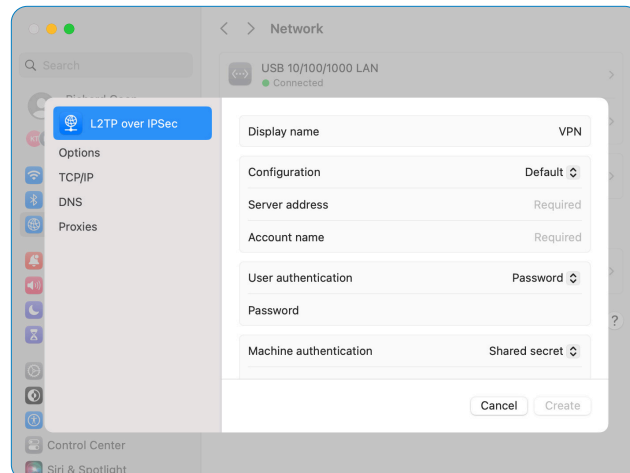 Network
Search
USB 10/100/1000 LAN
Connected
L2TP over IPSec
Options
TCP/IP
DNS
Proxies
Display name VPN
Configuration Default
Server address Required
Account name Required
User authentication Password
Password
Machine authentication Shared secret
Cancel Create
?
Control Center
Siri & Spotlight